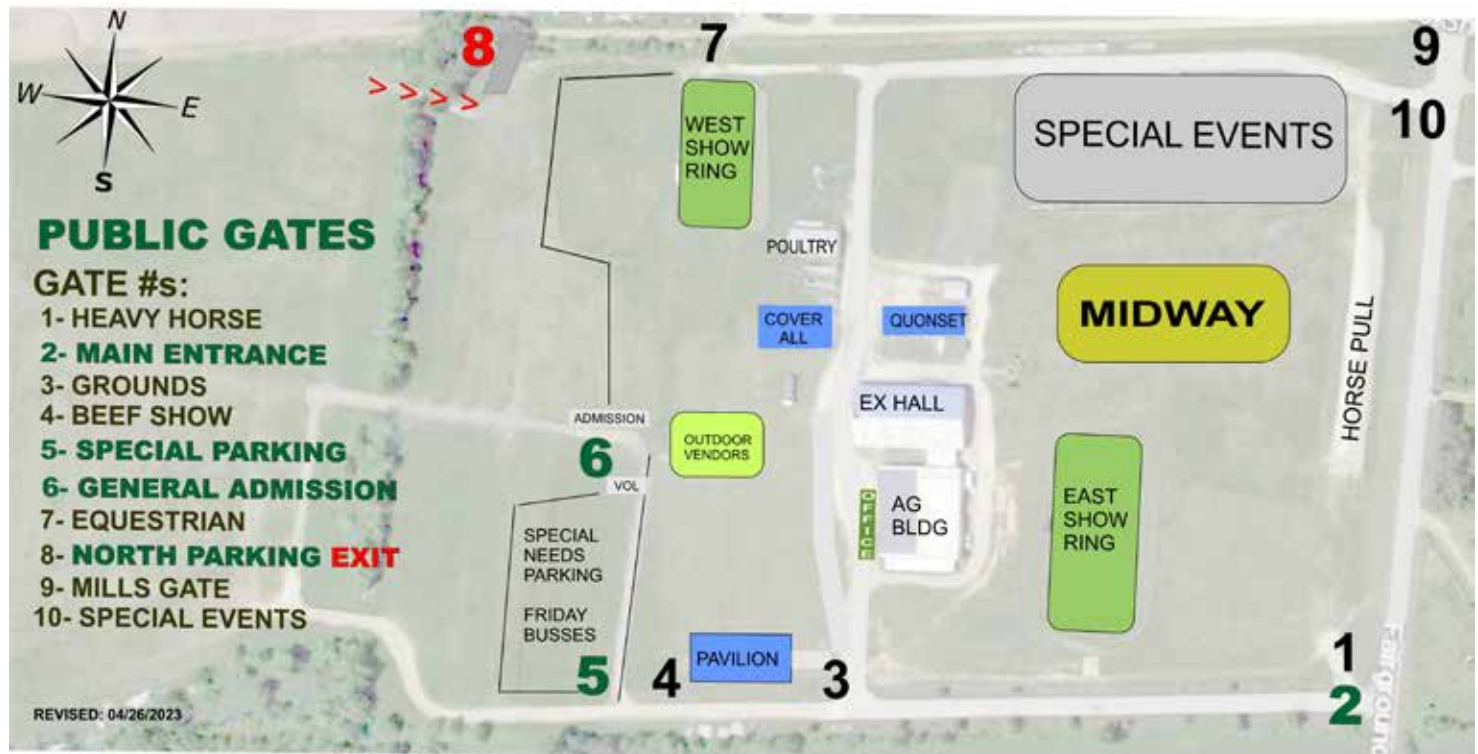 N
W
E
S
PUBLIC GATES
GATE #s:
1- HEAVY HORSE
2- MAIN ENTRANCE
3- GROUNDS
4- BEEF SHOW
5- SPECIAL PARKING
6- GENERAL ADMISSION
7- EQUESTRIAN
8- NORTH PARKING EXIT
9- MILLS GATE
10- SPECIAL EVENTS
REVISED: 04/26/2023
8
> > > >
7
9
10
WEST
SHOW
RING
SPECIAL EVENTS
POULTRY
COVER
ALL
QUONSET
MIDWAY
HORSE PULL
EX HALL
ADMISSION
6
VOL
OUTDOOR
VENDORS
OFFICE
AG
BLDG
EAST
SHOW
RING
SPECIAL
NEEDS
PARKING
FRIDAY
BUSSES
5
4
PAVILION
3
1
2